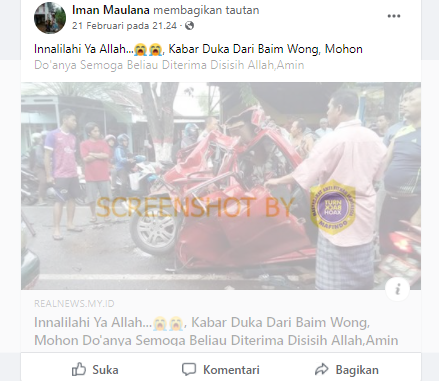 Iman Maulana membagikan tautan
21 Februari pada 21.24 ·
Innalilahi Ya Allah...😭😭, Kabar Duka Dari Baim Wong, Mohon
Do'anya Semoga Beliau Diterima Disisih Allah,Amin
SCREENSHOT BY
TURN
BACK
HOAX
MAFINDO
REALNEWS.MY.ID
Innalilahi Ya Allah...😭😭, Kabar Duka Dari Baim Wong,
Mohon Do'anya Semoga Beliau Diterima Disisih Allah,Amin
Suka
Komentari
Bagikan